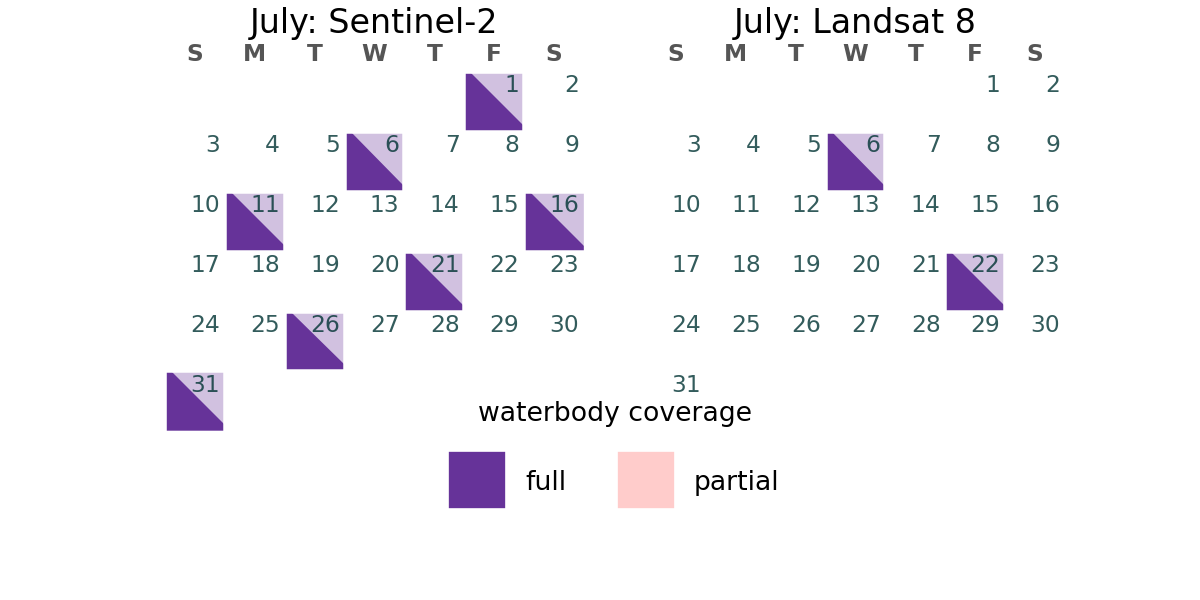 July: Sentinel-2
S M T W T F S
1 2
3 4 5 6 7 8 9
10 11 12 13 14 15 16
17 18 19 20 21 22 23
24 25 26 27 28 29 30
31
July: Landsat 8
S M T W T F S
1 2
3 4 5 6 7 8 9
10 11 12 13 14 15 16
17 18 19 20 21 22 23
24 25 26 27 28 29 30
31
waterbody coverage
full partial